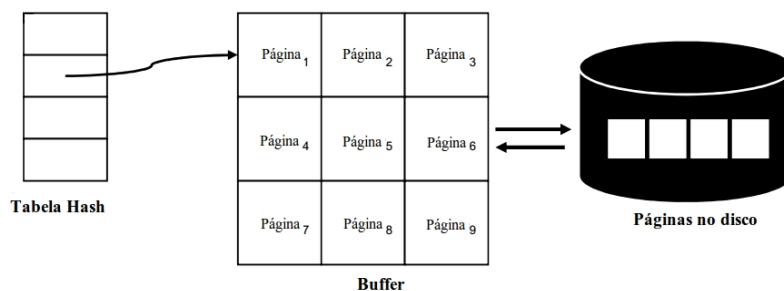 Página 1 Página 2 Página 3
Página 4 Página 5 Página 6
Página 7 Página 8 Página 9
Tabela Hash
Páginas no disco
Buffer